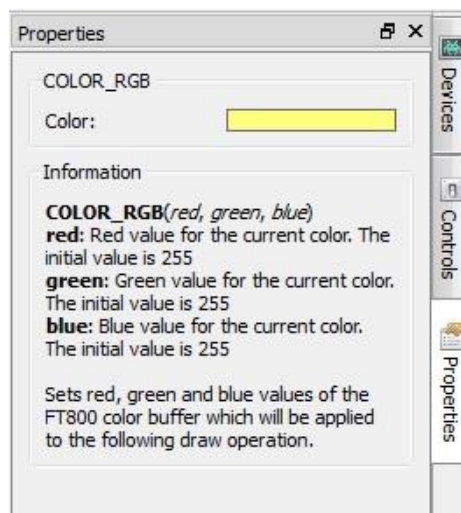 Properties
COLOR_RGB
Color:
Information
COLOR_RGB(red, green, blue)
red: Red value for the current color. The
initial value is 255
green: Green value for the current color.
The initial value is 255
blue: Blue value for the current color.
The initial value is 255
Sets red, green and blue values of the
FT800 color buffer which will be applied
to the following draw operation.
Devices
Controls
Properties